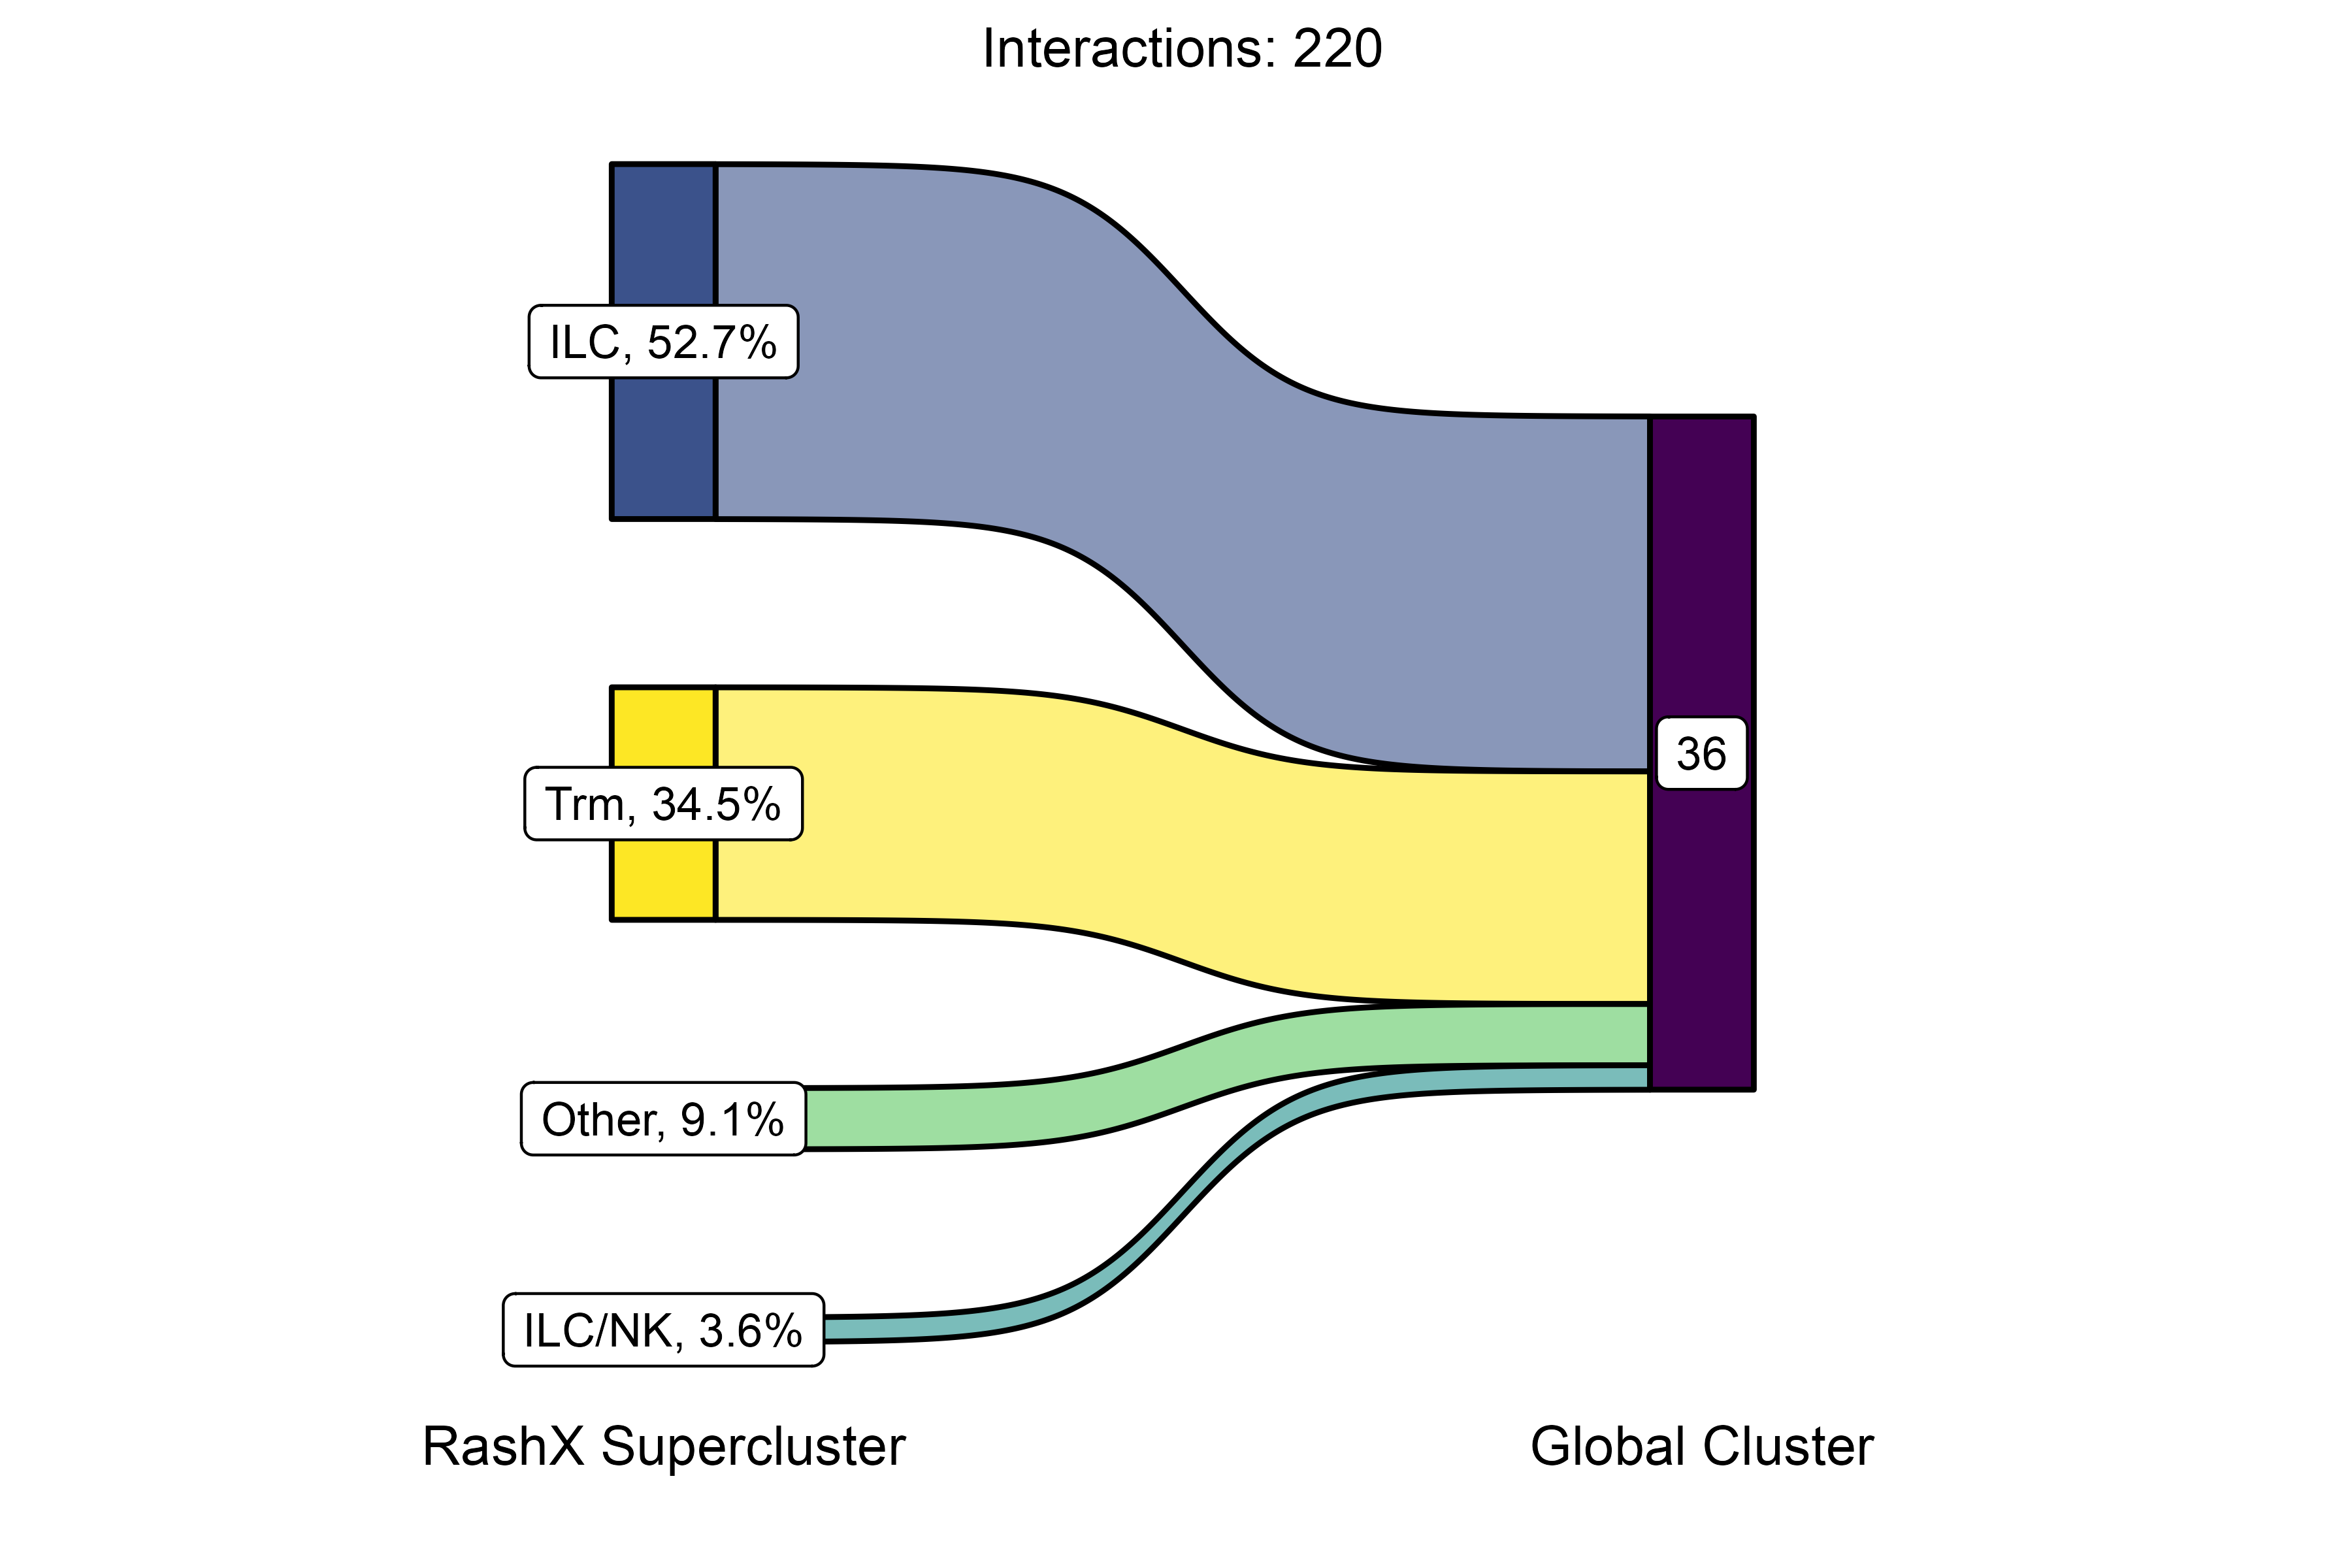 Interactions: 220
ILC, 52.7%
36
Trm, 34.5%
Other, 9.1%
ILC/NK, 3.6%
RashX Supercluster
Global Cluster